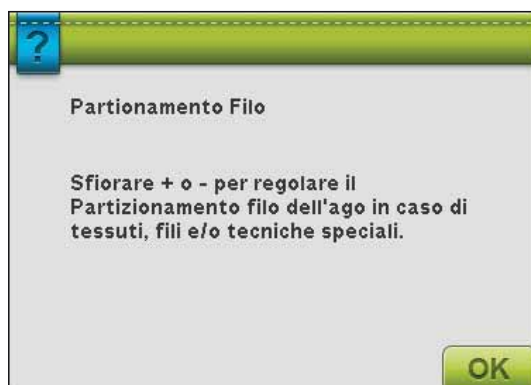 ?
Partionamento Filo
Sfiorare + o - per regolare il
Partizionamento filo dell'ago in caso di
tessuti, fili e/o tecniche speciali.
OK